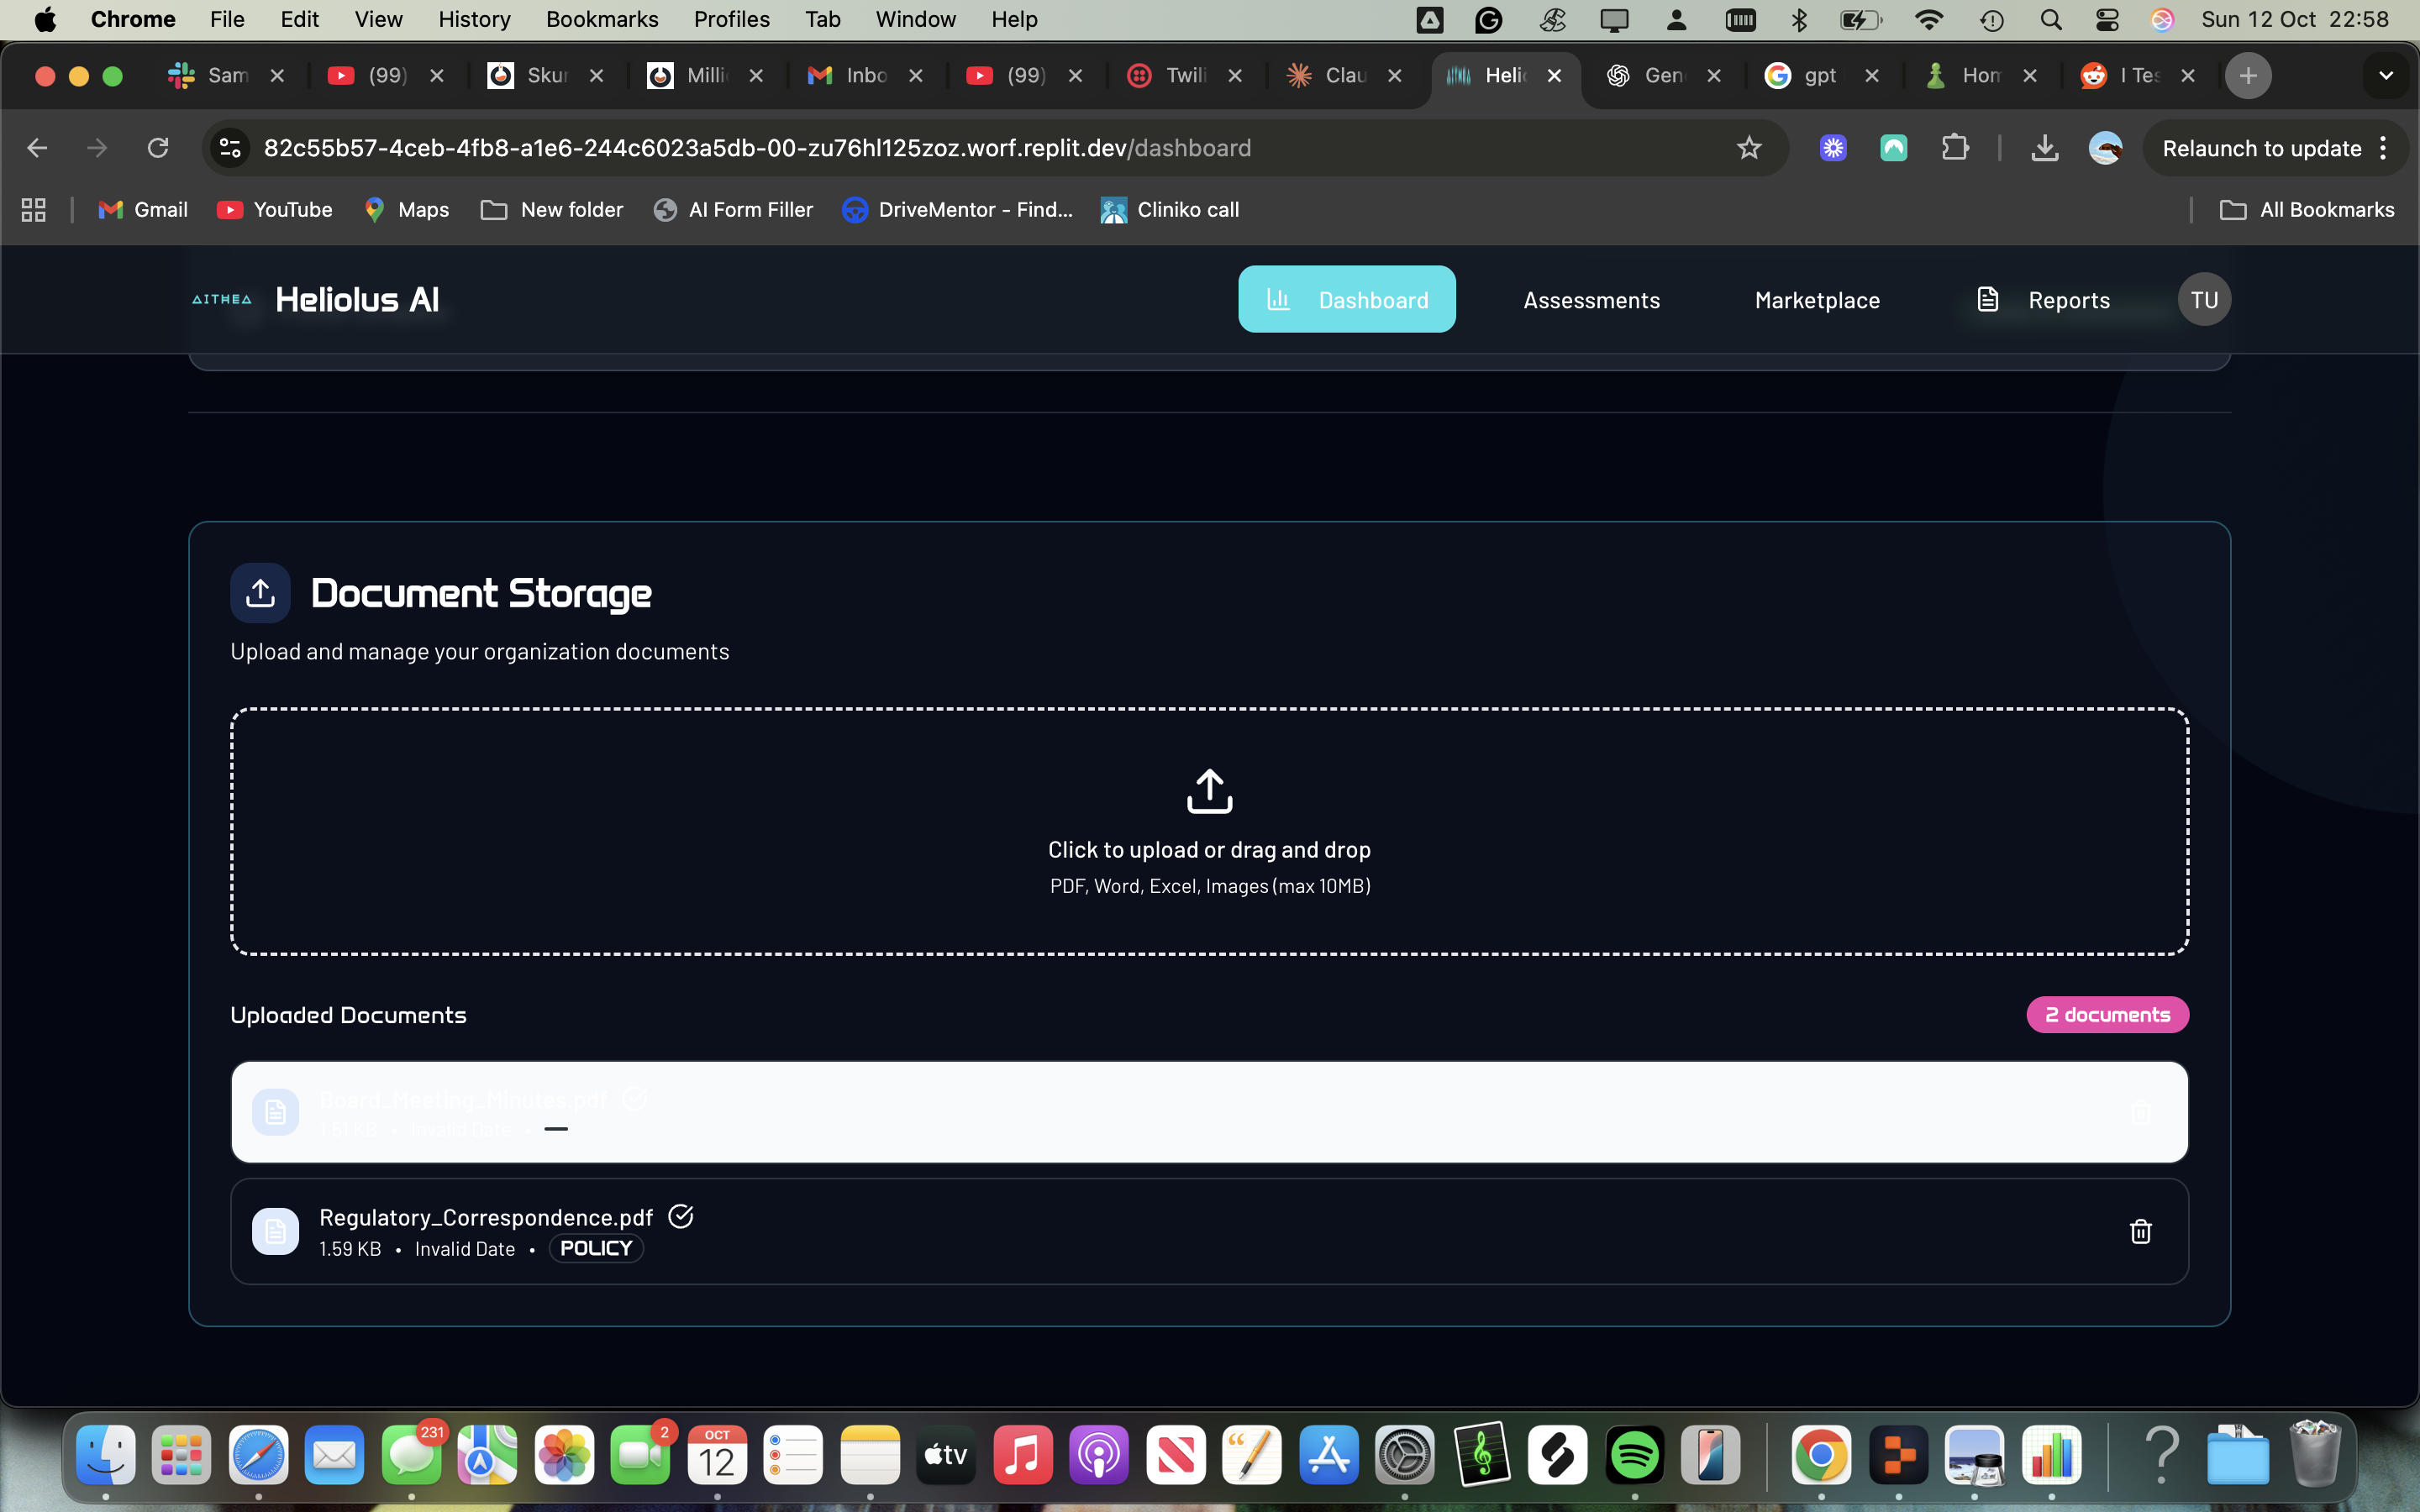 Chrome File Edit View History Bookmarks Profiles Tab Window Help Sun 12 Oct 22:58
Sam (99) Skur Milli Inbo (99) Twili Clau Heli Gen gpt Hom I Tes
82c55b57-4ceb-4fb8-a1e6-244c6023a5db-00-zu76hl125zoz.worf.replit.dev/dashboard Relaunch to update
Gmail YouTube Maps New folder AI Form Filler DriveMentor - Find... Cliniko call All Bookmarks
AITHEA Heliolus AI Dashboard Assessments Marketplace Reports TU
Document Storage
Upload and manage your organization documents
Click to upload or drag and drop
PDF, Word, Excel, Images (max 10MB)
Uploaded Documents 2 documents
Board_Meeting_Minutes.pdf
1.51 KB • Invalid Date •
Regulatory_Correspondence.pdf
1.59 KB • Invalid Date • POLICY
231 2 OCT 12 tv